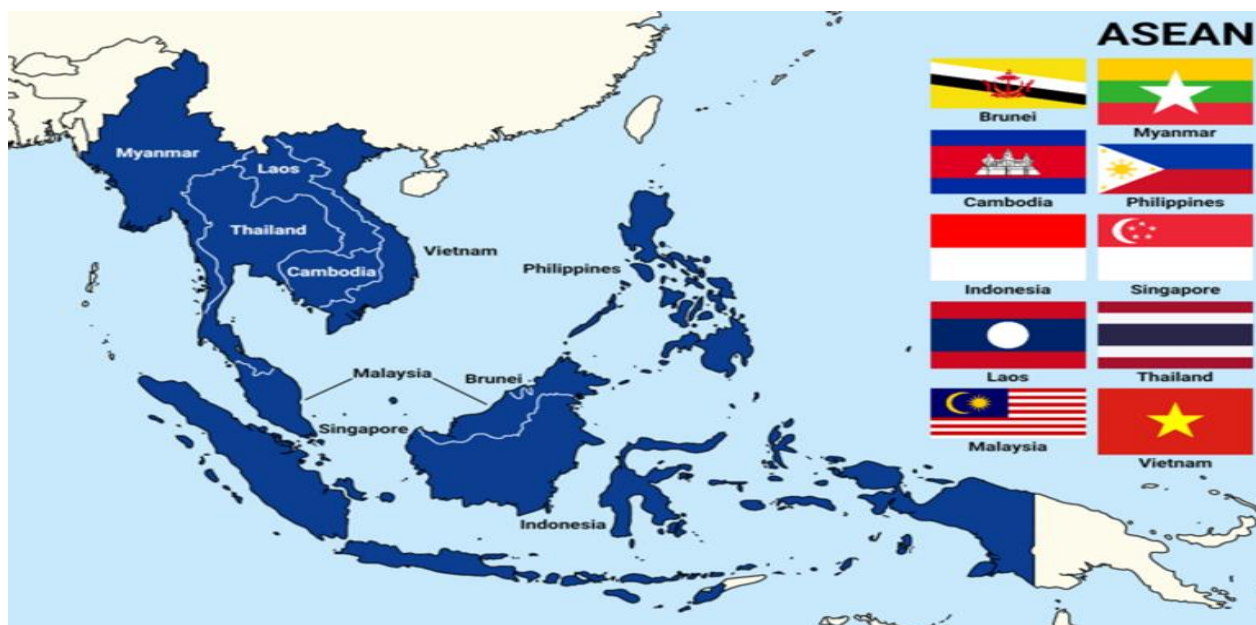 ASEAN
Brunei
Myanmar
Cambodia
Philippines
Indonesia
Singapore
Laos
Thailand
Malaysia
Vietnam
Myanmar
Laos
Thailand
Vietnam
Cambodia
Philippines
Malaysia
Brunei
Singapore
Indonesia